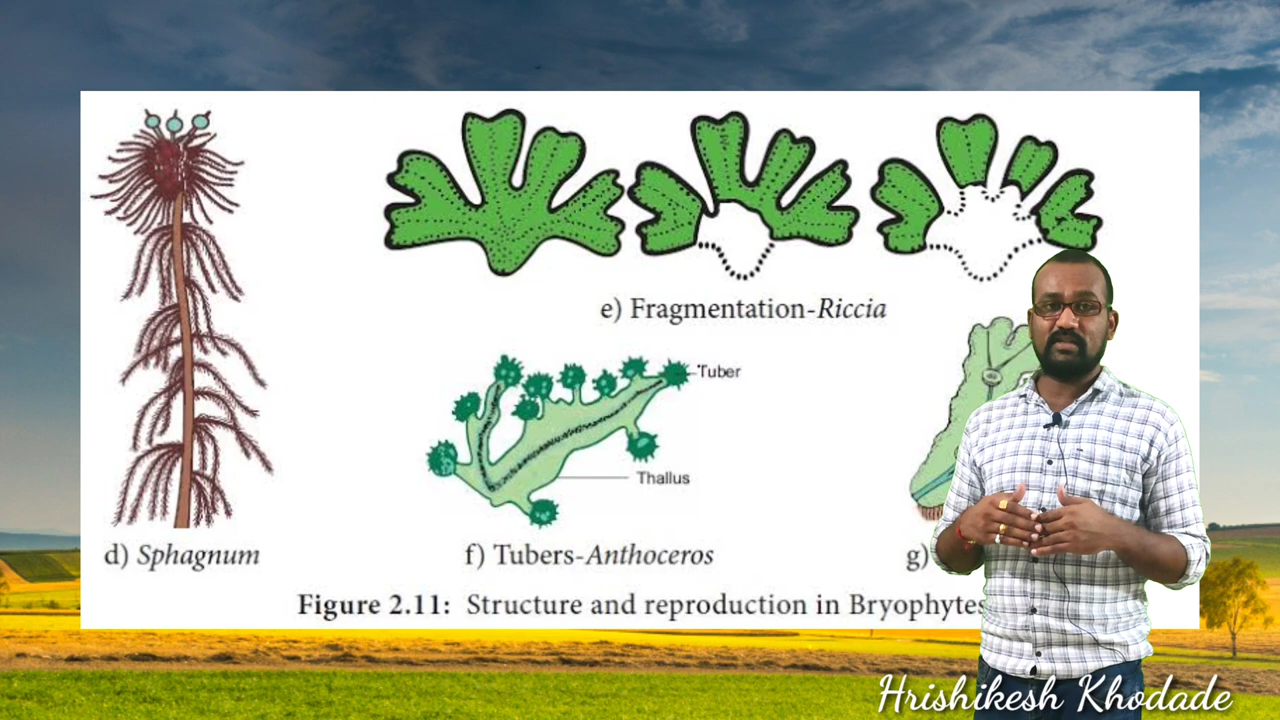 e) Fragmentation-Riccia
Tuber
Thallus
d) Sphagnum
f) Tubers-Anthoceros
g)
Figure 2.11: Structure and reproduction in Bryophytes
Hrishikesh Khodade